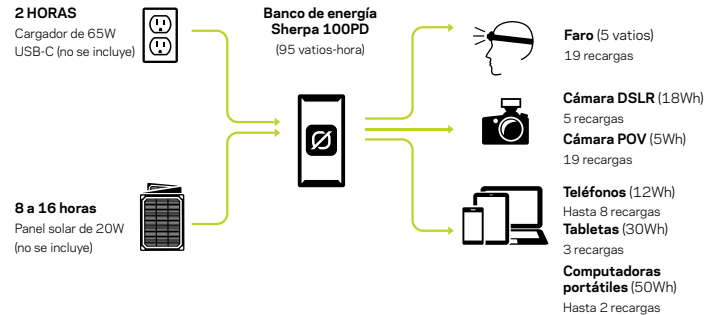 2 HORAS
Cargador de 65W
USB-C (no se incluye)
8 a 16 horas
Panel solar de 20W
(no se incluye)
Banco de energía
Sherpa 100PD
(95 vatios-hora)
Faro (5 vatios)
19 recargas
Cámara DSLR (18Wh)
5 recargas
Cámara POV (5Wh)
19 recargas
Teléfonos (12Wh)
Hasta 8 recargas
Tabletas (30Wh)
3 recargas
Computadoras
portátiles (50Wh)
Hasta 2 recargas